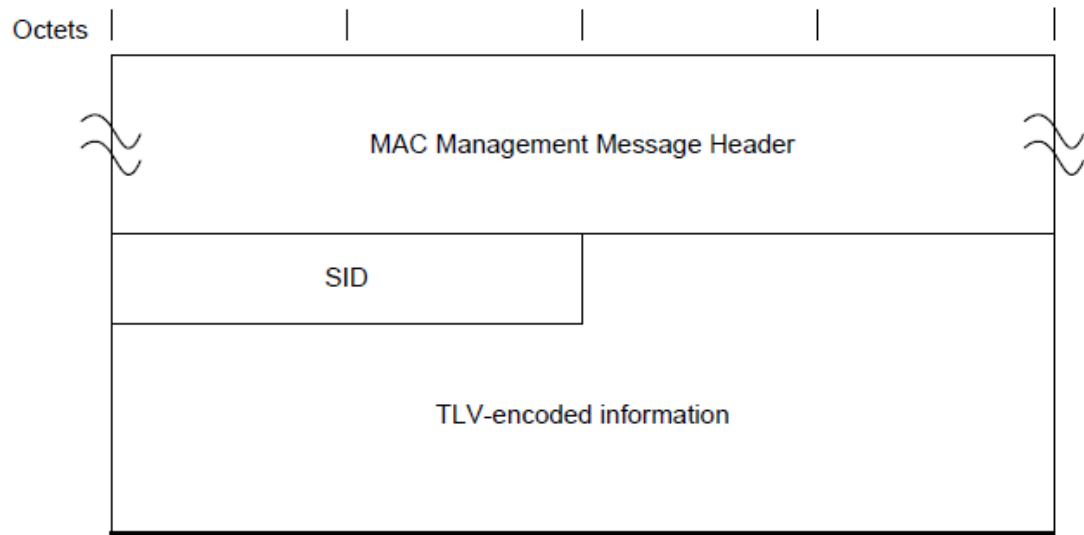 Octets
MAC Management Message Header
SID
TLV-encoded information